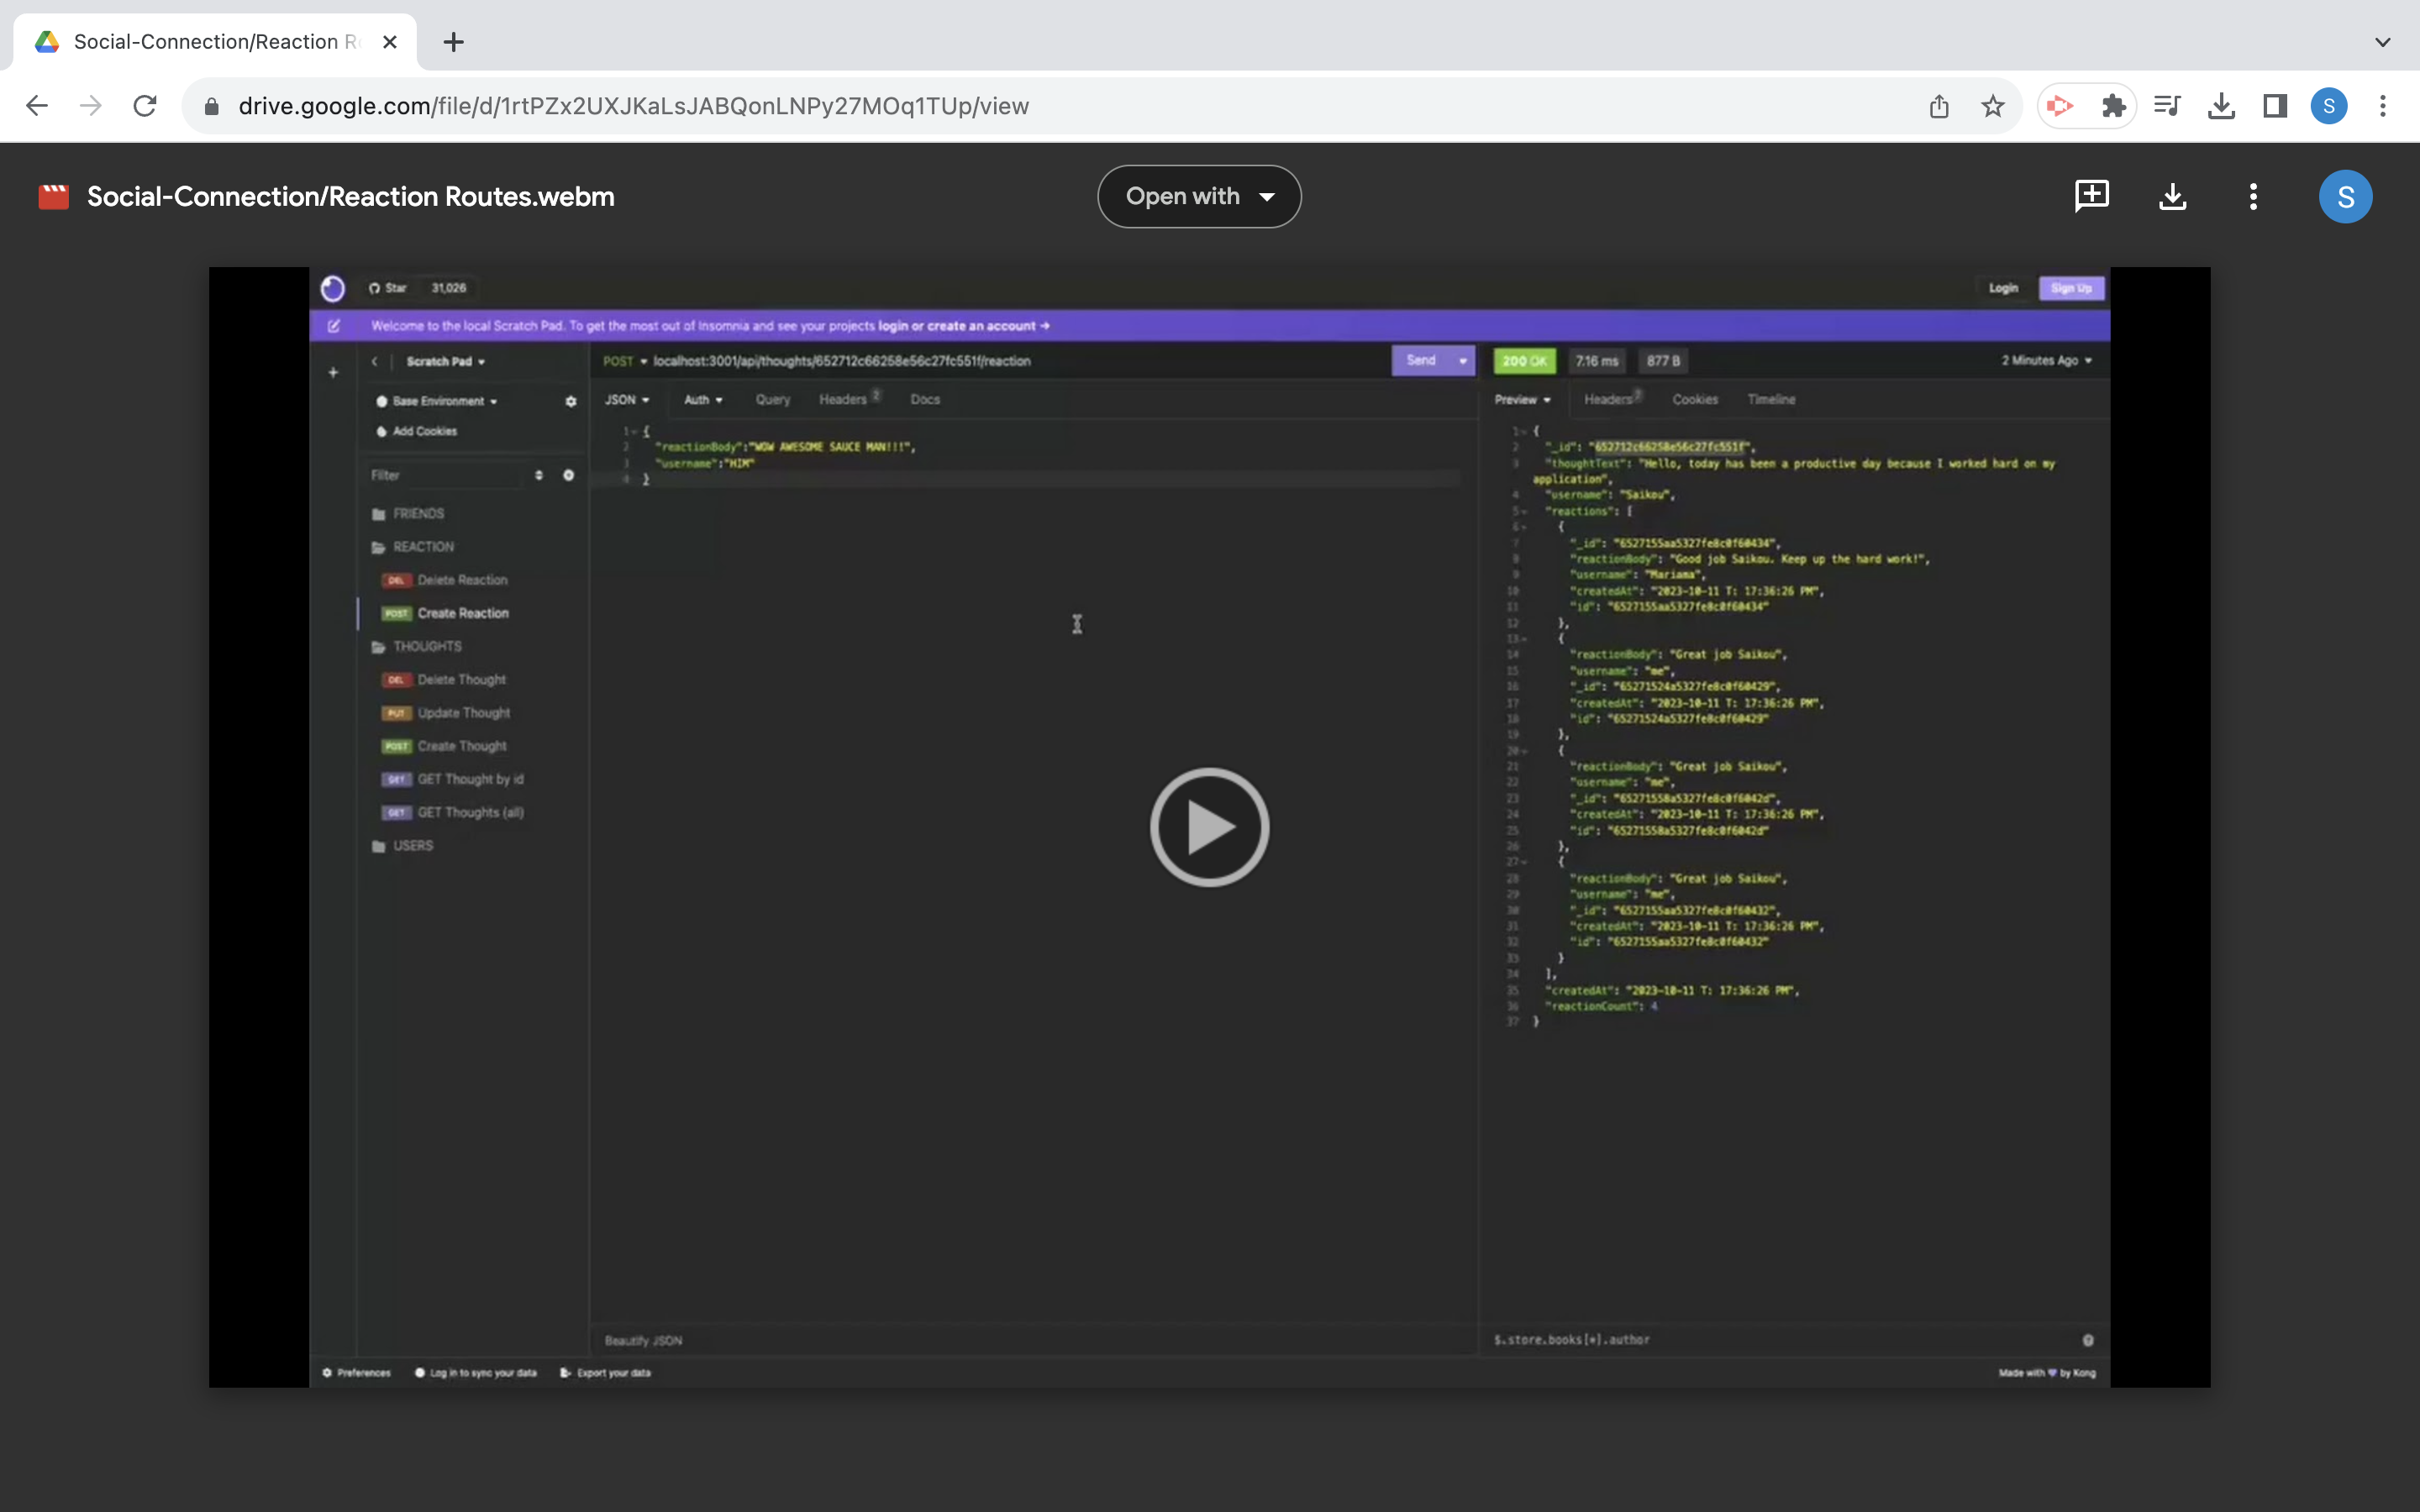 Social-Connection/Reaction R
drive.google.com/file/d/1rtPZx2UXJKaLsJABQonLNPy27MOq1TUp/view
S
Social-Connection/Reaction Routes.webm
Open with
S
Star 31,026
Login Sign Up
Welcome to the local Scratch Pad. To get the most out of Insomnia and see your projects login or create an account →
Scratch Pad
POST localhost:3001/api/thoughts/652712c66258e56c27fc551f/reaction
Send
200 OK 7.16 ms 877 B
2 Minutes Ago
Base Environment
Add Cookies
Filter
FRIENDS
REACTION
DEL Delete Reaction
POST Create Reaction
THOUGHTS
DEL Delete Thought
PUT Update Thought
POST Create Thought
GET GET Thought by id
GET GET Thoughts (all)
USERS
JSON Auth Query Headers 2 Docs
1 {
2 "reactionBody":"WOW AWESOME SAUCE MAN!!!",
3 "username":"HIM"
4 }
Beautify JSON
Preview Headers 7 Cookies Timeline
1 {
2 "_id": "652712c66258e56c27fc551f",
3 "thoughtText": "Hello, today has been a productive day because I worked hard on my
application",
4 "username": "Saikou",
5 "reactions": [
6 {
7 "_id": "6527155aa5327fe8c0f60434",
8 "reactionBody": "Good job Saikou. Keep up the hard work!",
9 "username": "Mariama",
10 "createdAt": "2023-10-11 T: 17:36:26 PM",
11 "id": "6527155aa5327fe8c0f60434"
12 },
13 {
14 "reactionBody": "Great job Saikou",
15 "username": "me",
16 "_id": "65271524a5327fe8c0f60429",
17 "createdAt": "2023-10-11 T: 17:36:26 PM",
18 "id": "65271524a5327fe8c0f60429"
19 },
20 {
21 "reactionBody": "Great job Saikou",
22 "username": "me",
23 "_id": "65271558a5327fe8c0f6042d",
24 "createdAt": "2023-10-11 T: 17:36:26 PM",
25 "id": "65271558a5327fe8c0f6042d"
26 },
27 {
28 "reactionBody": "Great job Saikou",
29 "username": "me",
30 "_id": "6527155aa5327fe8c0f60432",
31 "createdAt": "2023-10-11 T: 17:36:26 PM",
32 "id": "6527155aa5327fe8c0f60432"
33 }
34 ],
35 "createdAt": "2023-10-11 T: 17:36:26 PM",
36 "reactionCount": 4
37 }
$.store.books[*].author
Preferences Log in to sync your data Export your data
Made with 💜 by Kong